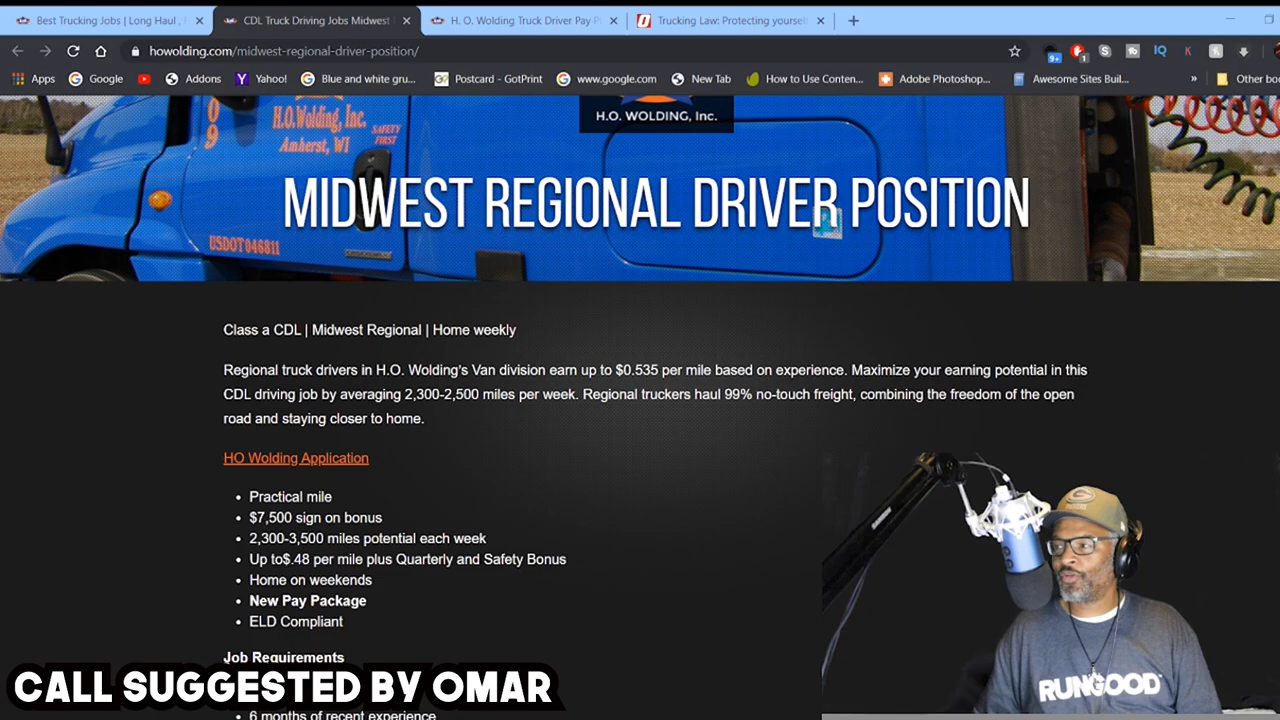 Best Trucking Jobs | Long Haul ,
CDL Truck Driving Jobs Midwest
H. O. Wolding Truck Driver Pay P
Trucking Law: Protecting yourself
howolding.com/midwest-regional-driver-position/
9+
1
IQ
K
Apps
Google
Addons
Yahoo!
Blue and white gru...
Postcard - GotPrint
www.google.com
New Tab
How to Use Conten...
Adobe Photoshop...
Awesome Sites Buil...
»
Other boo
09
H.O.Wolding, Inc.
Amherst, WI
SAFETY
FIRST
USDOT 046811
H.O. WOLDING, Inc.
MIDWEST REGIONAL DRIVER POSITION
Class a CDL | Midwest Regional | Home weekly
Regional truck drivers in H.O. Wolding's Van division earn up to $0.535 per mile based on experience. Maximize your earning potential in this
CDL driving job by averaging 2,300-2,500 miles per week. Regional truckers haul 99% no-touch freight, combining the freedom of the open
road and staying closer to home.
HO Wolding Application
• Practical mile
• $7,500 sign on bonus
• 2,300-3,500 miles potential each week
• Up to$.48 per mile plus Quarterly and Safety Bonus
• Home on weekends
• New Pay Package
• ELD Compliant
Job Requirements
• 6 months of recent experience
CALL SUGGESTED BY OMAR
G
RUNGOOD